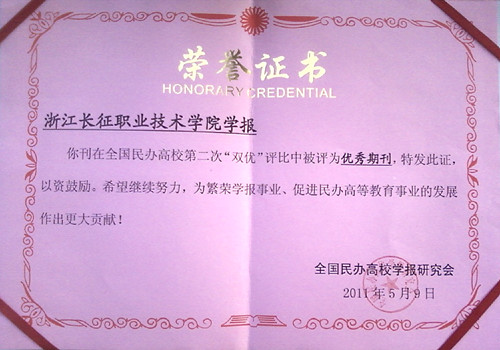 荣誉证书
HONORARY CREDENTIAL
浙江长征职业技术学院学报
你刊在全国民办高校第二次“双优”评比中被评为优秀期刊，特发此证，
以资鼓励。希望继续努力，为繁荣学报事业、促进民办高等教育事业的发展
作出更大贡献！
全国民办高校学报研究会
2011年5月9日